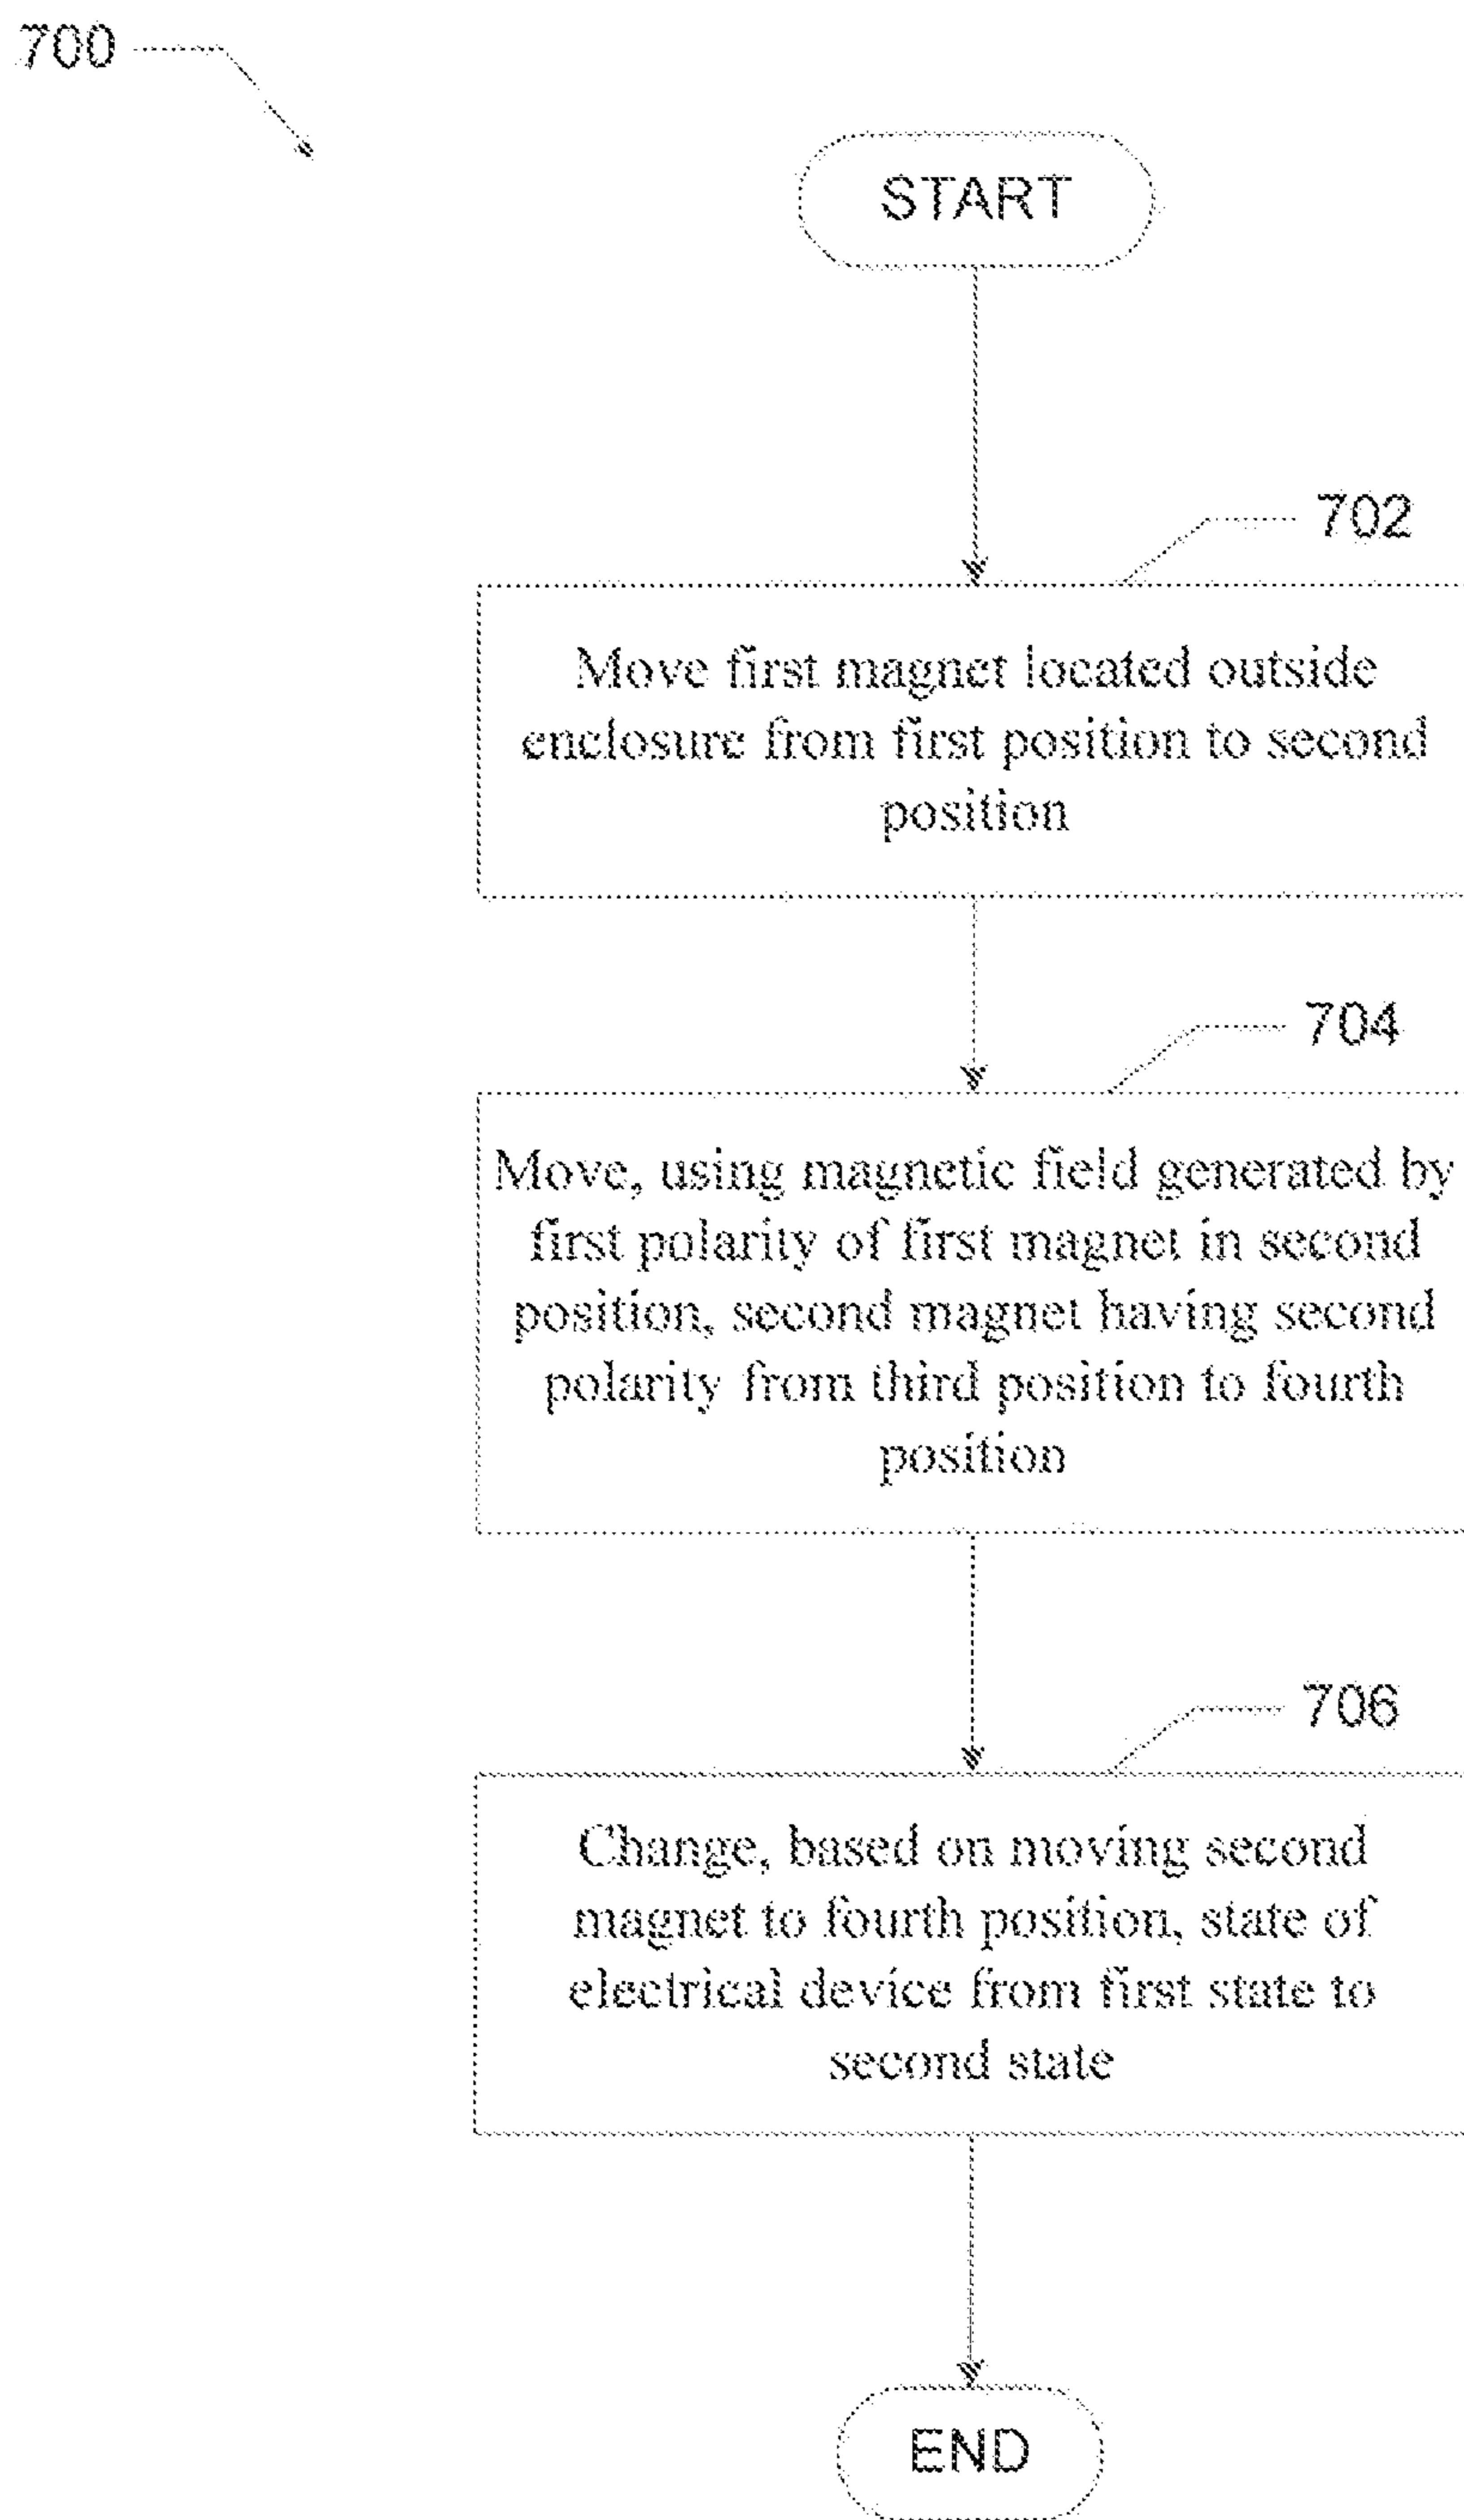 700
START
702
Move first magnet located outside
enclosure from first position to second
position
704
Move, using magnetic field generated by
first polarity of first magnet in second
position, second magnet having second
polarity from third position to fourth
position
706
Change, based on moving second
magnet to fourth position, state of
electrical device from first state to
second state
END